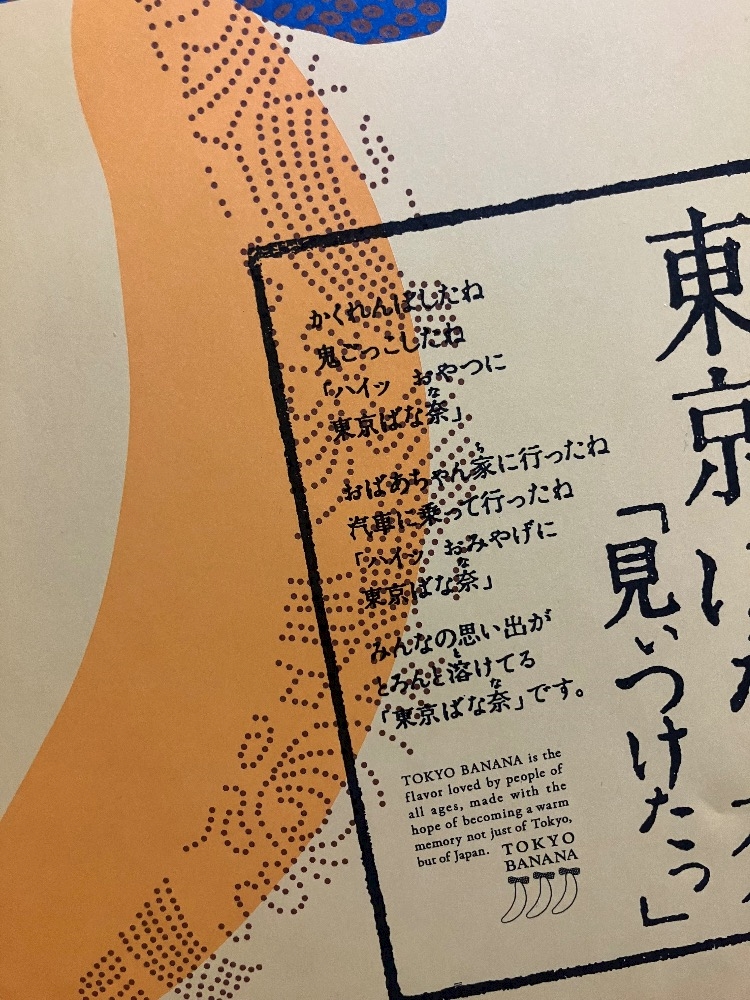 かくれんぼしたね
鬼ごっこしたね
「ハイッ おやつに
東京ばな奈」
おばあちゃん家に行ったね
汽車に乗って行ったね
「ハイッ おみやげに
東京ばな奈」
みんなの思い出が
とろんと溶けてる
「東京ばな奈」です。
TOKYO BANANA is the
flavor loved by people of
all ages, made with the
hope of becoming a warm
memory not just of Tokyo,
but of Japan.
TOKYO
BANANA
東京ばな奈
「見ぃつけたっ」